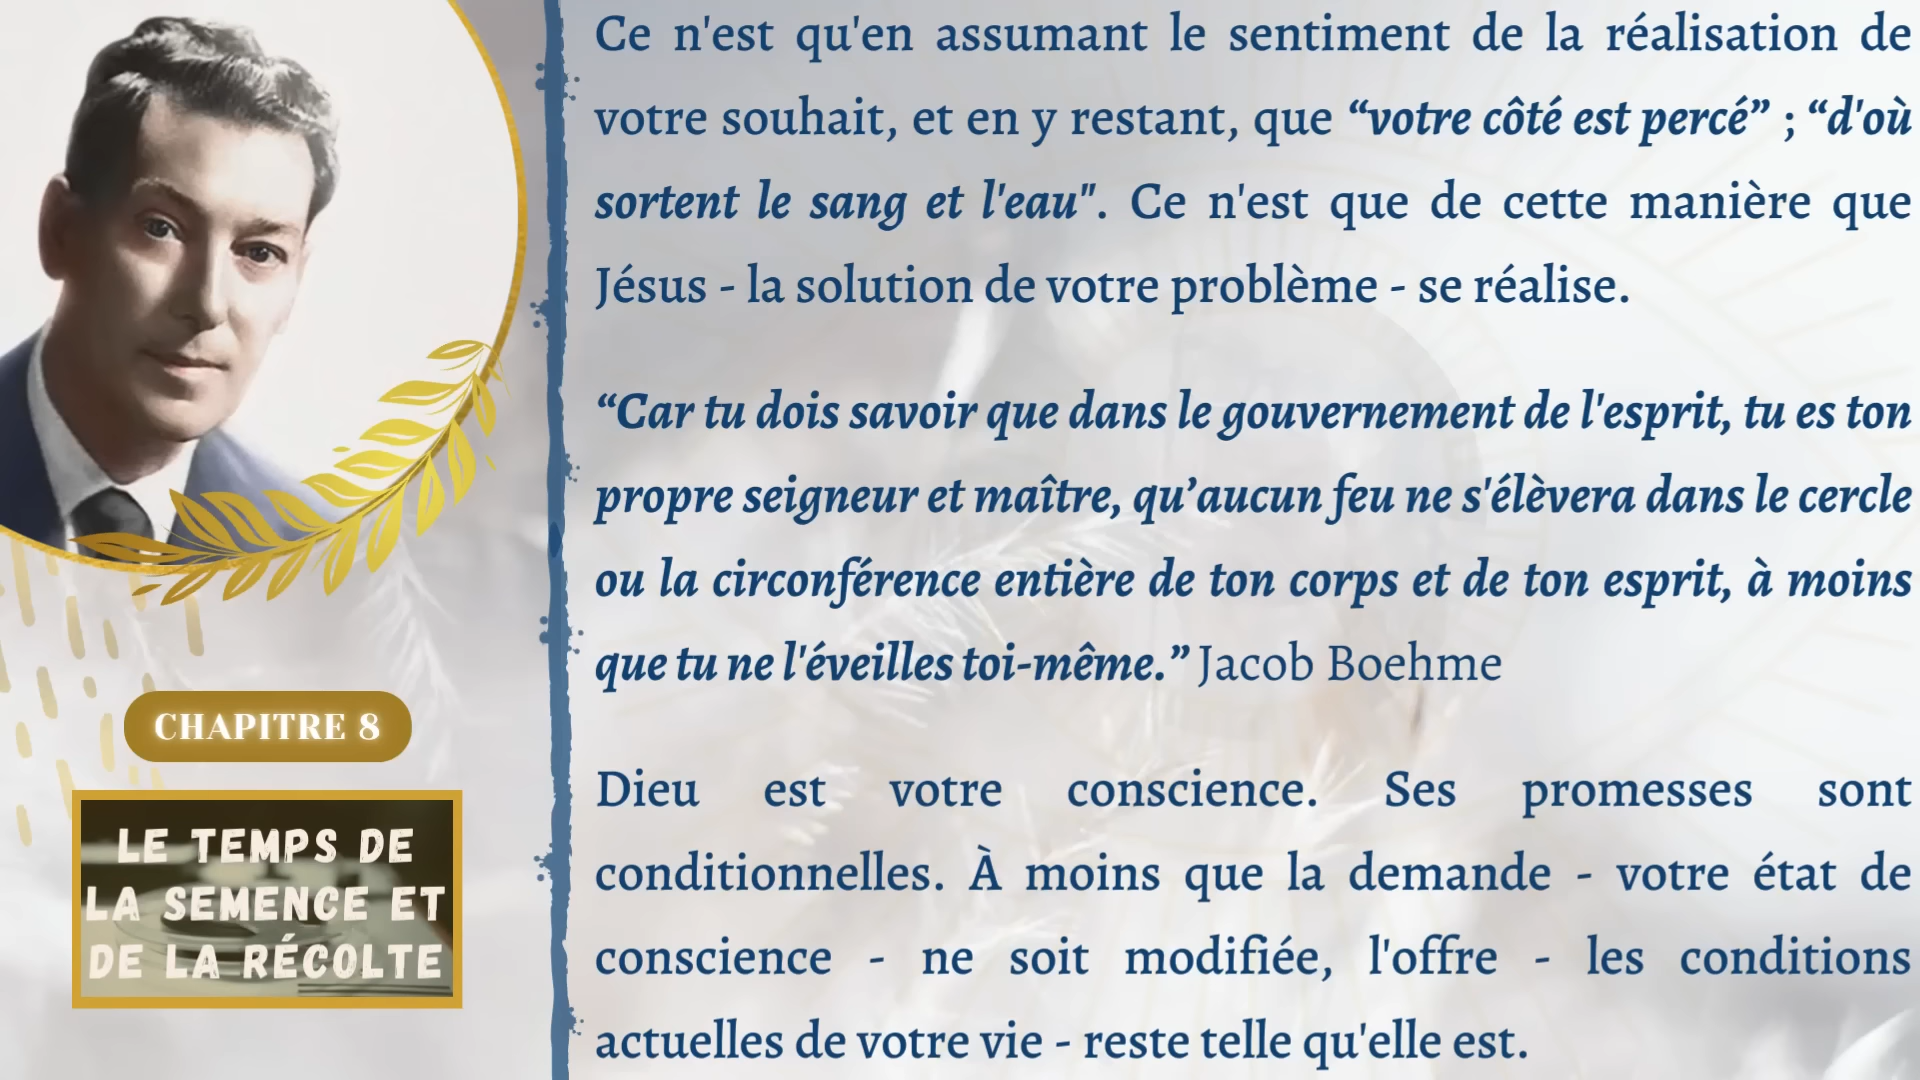 Ce n'est qu'en assumant le sentiment de la réalisation de
votre souhait, et en y restant, que “votre côté est percé” ; “d'où
sortent le sang et l'eau". Ce n'est que de cette manière que
Jésus - la solution de votre problème - se réalise.
“Car tu dois savoir que dans le gouvernement de l'esprit, tu es ton
propre seigneur et maître, qu’aucun feu ne s'élèvera dans le cercle
ou la circonférence entière de ton corps et de ton esprit, à moins
que tu ne l'éveilles toi-même.” Jacob Boehme
Dieu est votre conscience. Ses promesses sont
conditionnelles. À moins que la demande - votre état de
conscience - ne soit modifiée, l'offre - les conditions
actuelles de votre vie - reste telle qu'elle est.
CHAPITRE 8
LE TEMPS DE
LA SEMENCE ET
DE LA RÉCOLTE